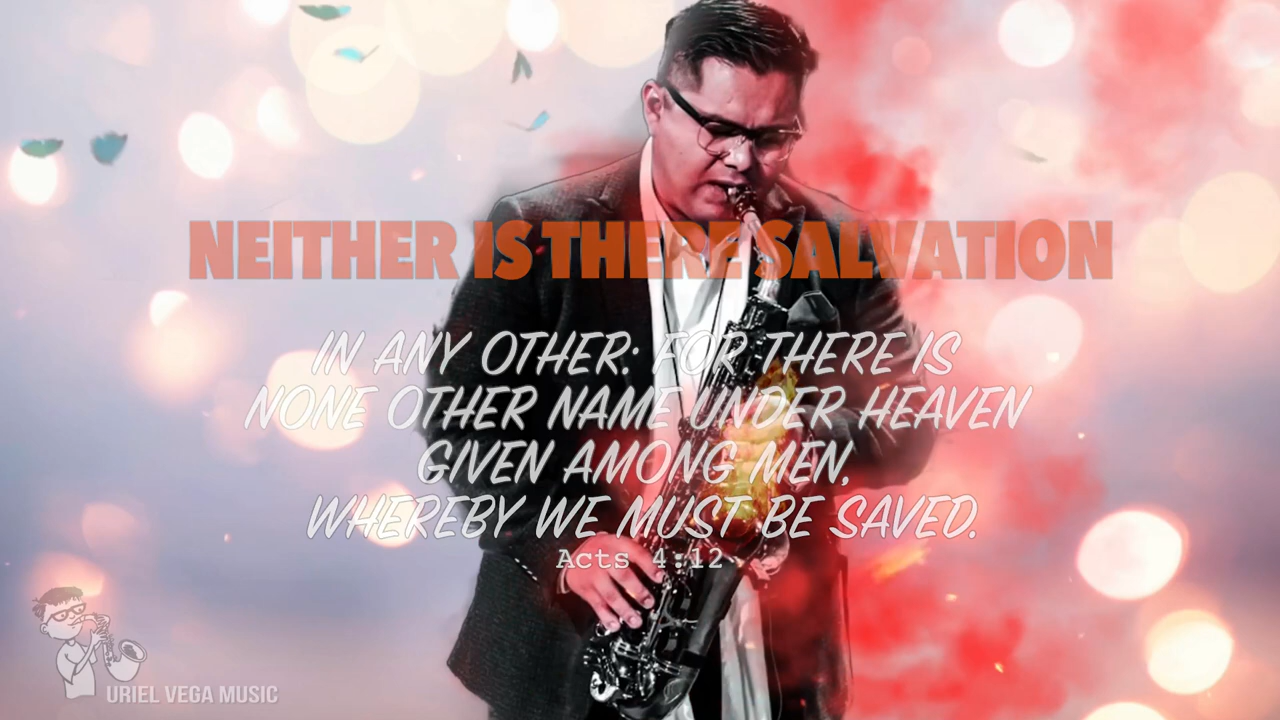 NEITHER IS THERE SALVATION
IN ANY OTHER: FOR THERE IS
NONE OTHER NAME UNDER HEAVEN
GIVEN AMONG MEN,
WHEREBY WE MUST BE SAVED.
Acts 4:12
URIEL VEGA MUSIC